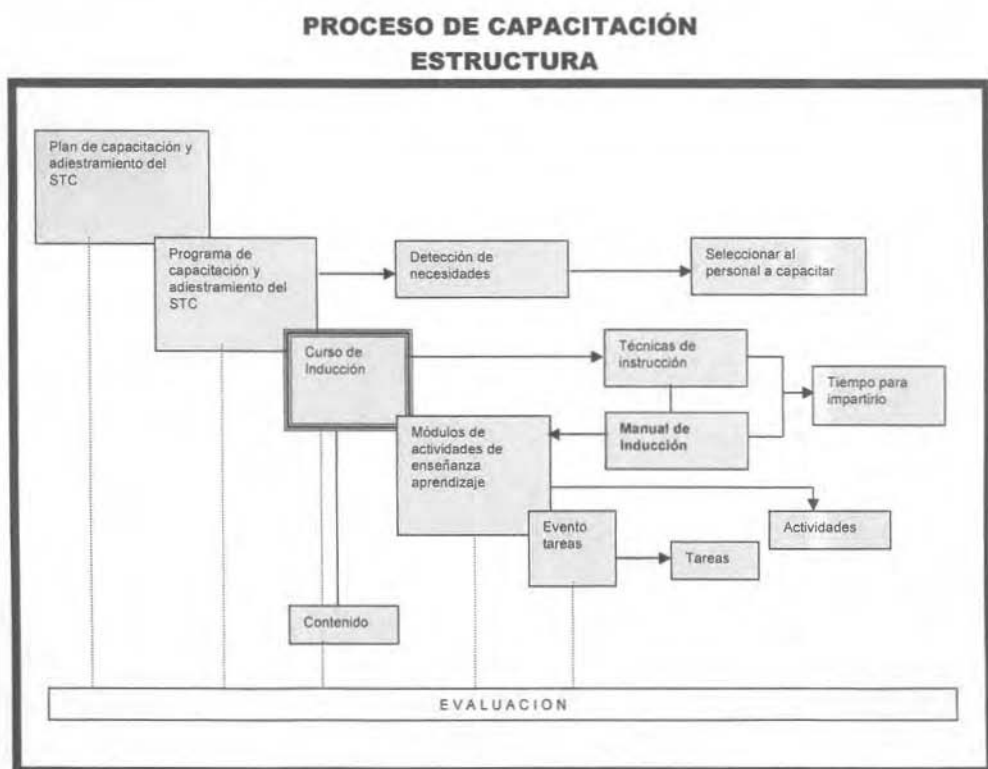 PROCESO DE CAPACITACIÓN
ESTRUCTURA
Plan de capacitación y
adiestramiento del
STC
Programa de
capacitación y
adiestramiento del
STC
Detección de
necesidades
Seleccionar al
personal a capacitar
Curso de
Inducción
Técnicas de
instrucción
Tiempo para
impartirlo
Manual de
Inducción
Módulos de
actividades de
enseñanza
aprendizaje
Evento
tareas
Actividades
Tareas
Contenido
EVALUACION